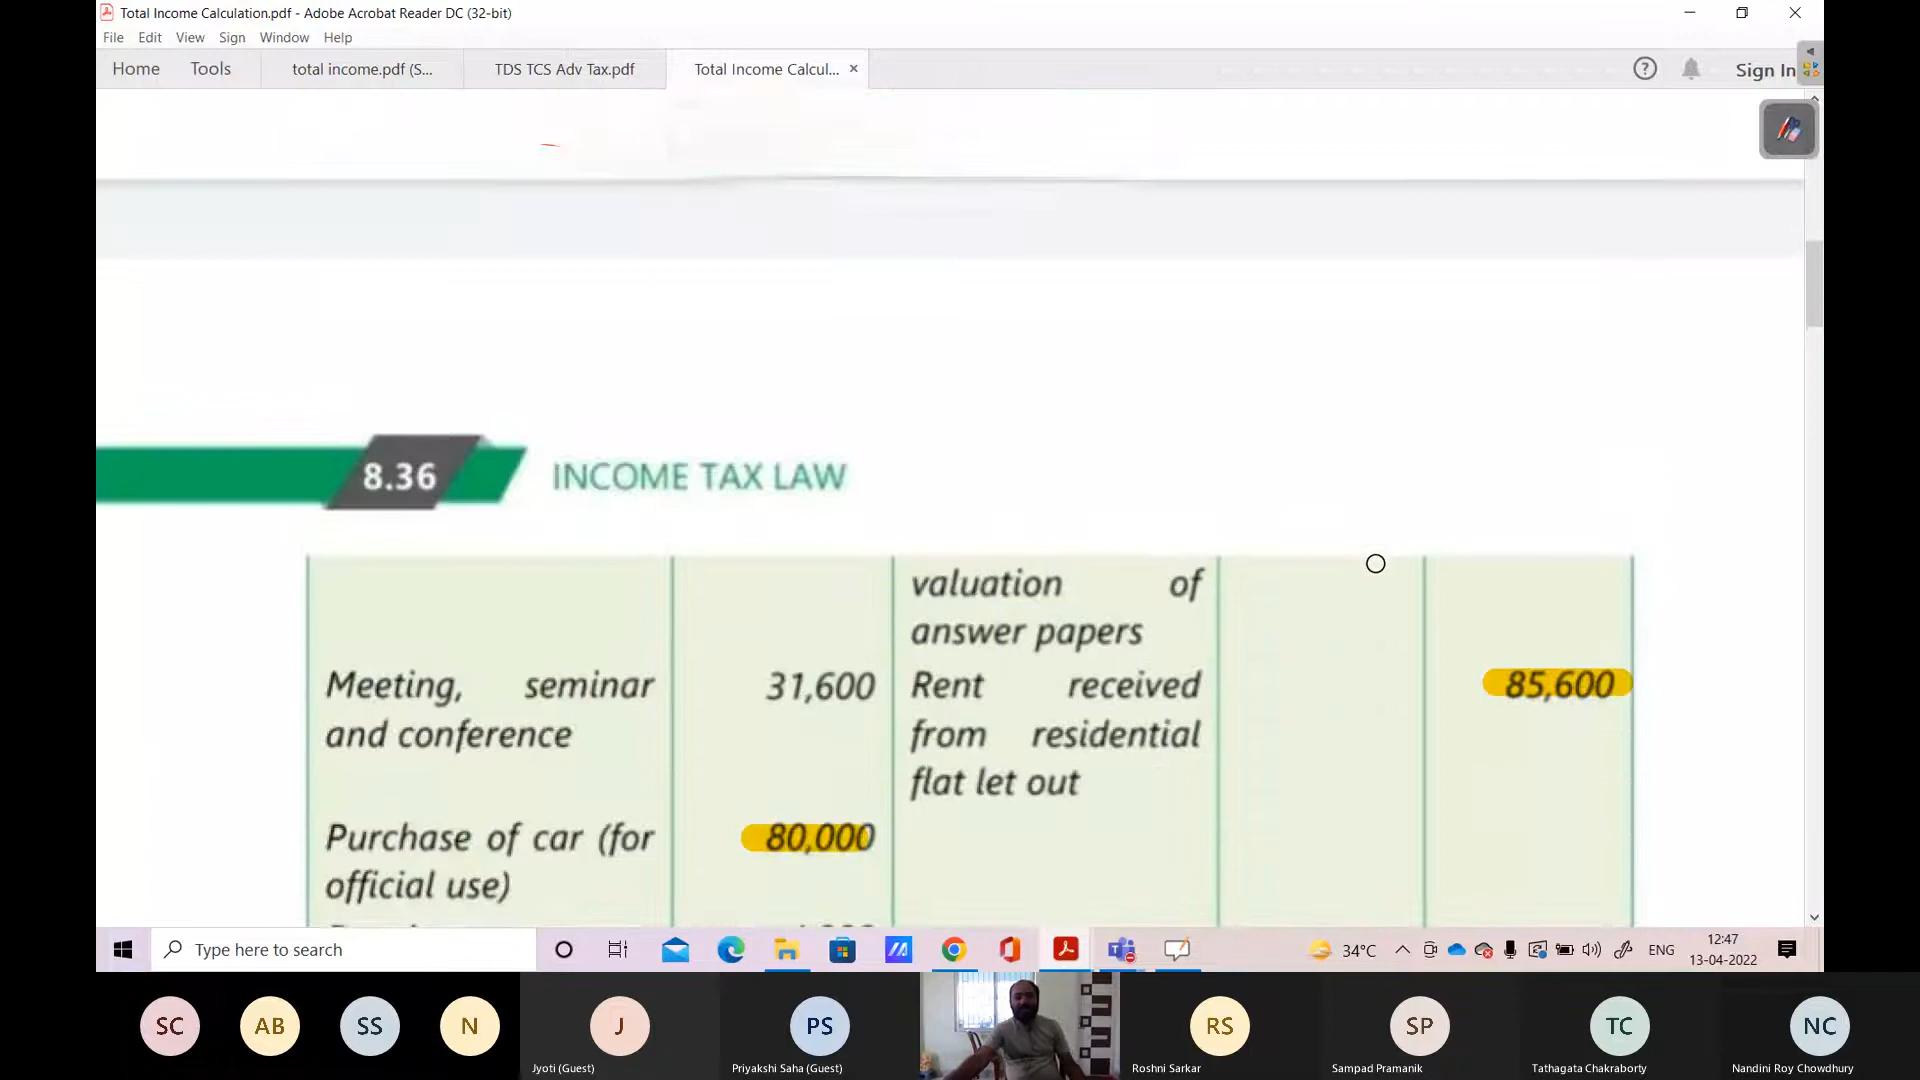 Total Income Calculation.pdf - Adobe Acrobat Reader DC (32-bit)
File Edit View Sign Window Help
Home Tools total income.pdf (S... TDS TCS Adv Tax.pdf Total Income Calcul... × ? Sign In
8.36 INCOME TAX LAW
valuation of
answer papers
Meeting, seminar 31,600 Rent received 85,600
and conference from residential
flat let out
Purchase of car (for 80,000
official use)
Type here to search 34°C ENG 12:47
13-04-2022
SC AB SS N J PS RS SP TC NC
Jyoti (Guest) Priyakshi Saha (Guest) Roshni Sarkar Sampad Pramanik Tathagata Chakraborty Nandini Roy Chowdhury